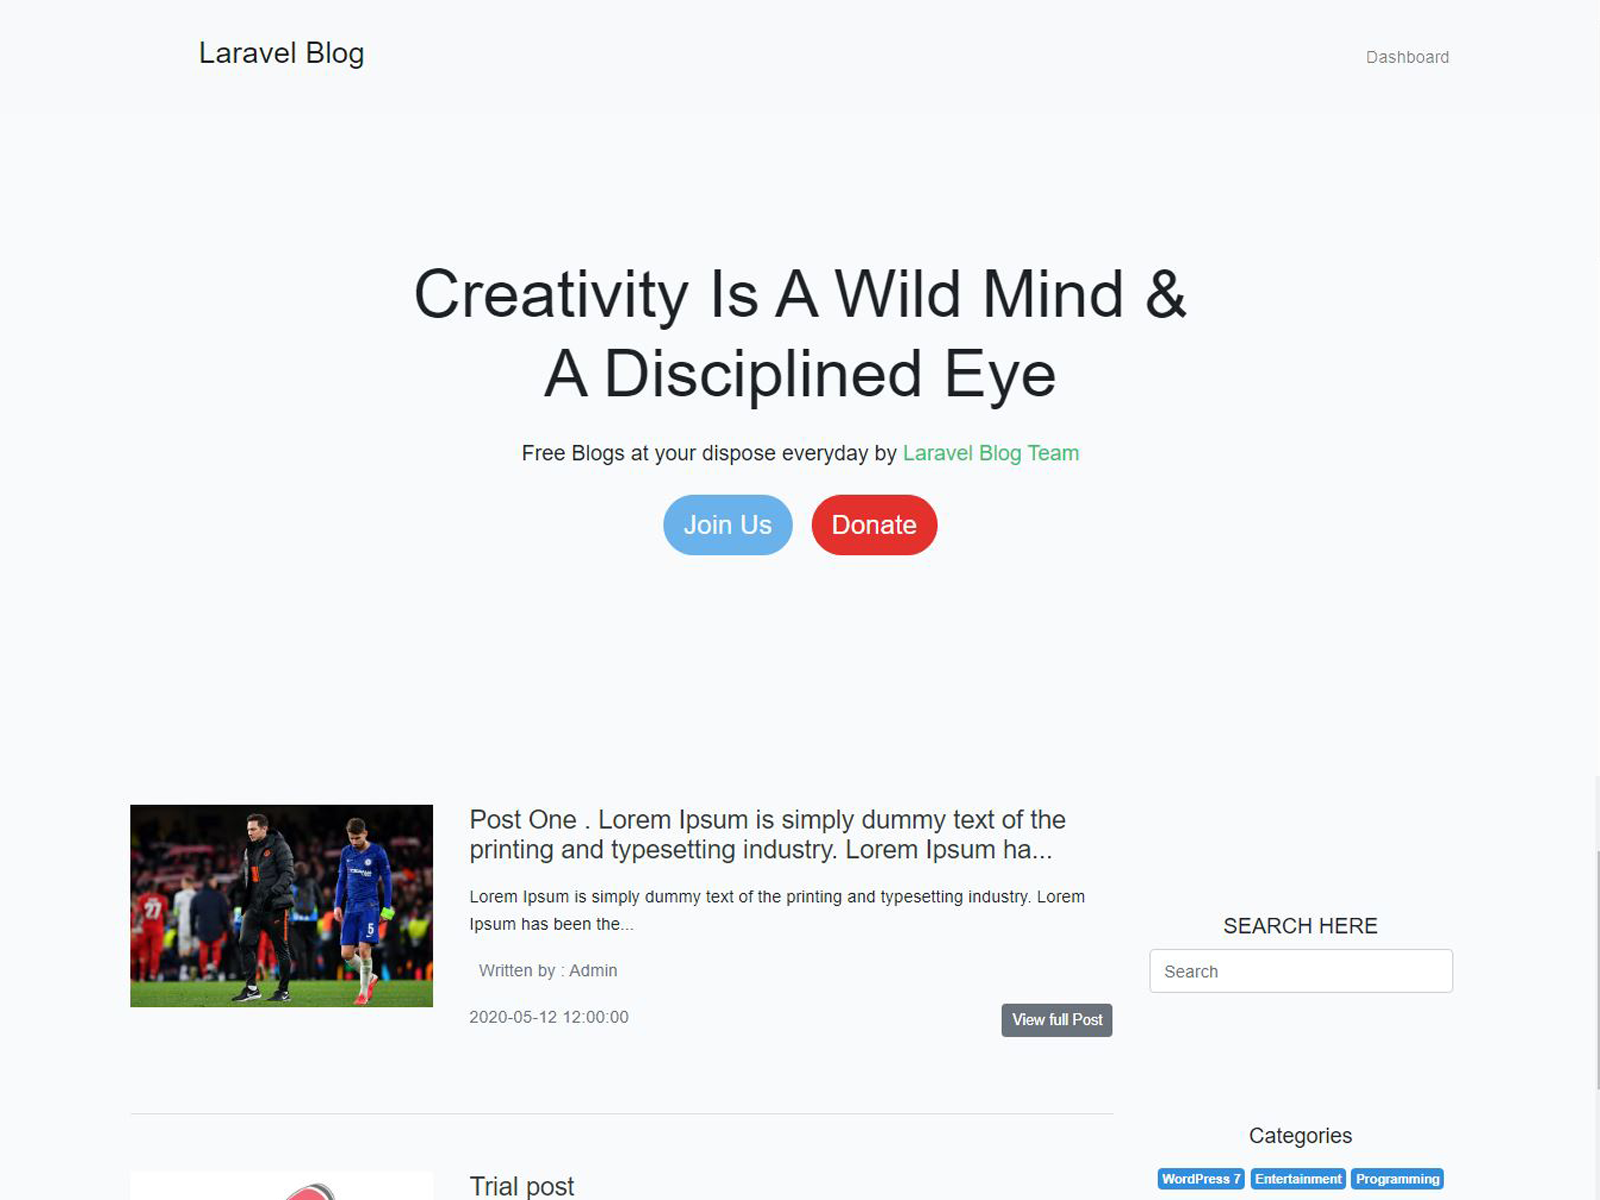 Laravel Blog
Dashboard
Creativity Is A Wild Mind &
A Disciplined Eye
Free Blogs at your dispose everyday by Laravel Blog Team
Join Us
Donate
27
5
Post One . Lorem Ipsum is simply dummy text of the
printing and typesetting industry. Lorem Ipsum ha...
Lorem Ipsum is simply dummy text of the printing and typesetting industry. Lorem
Ipsum has been the...
Written by : Admin
2020-05-12 12:00:00
View full Post
SEARCH HERE
Search
Categories
WordPress 7
Entertainment
Programming
Trial post